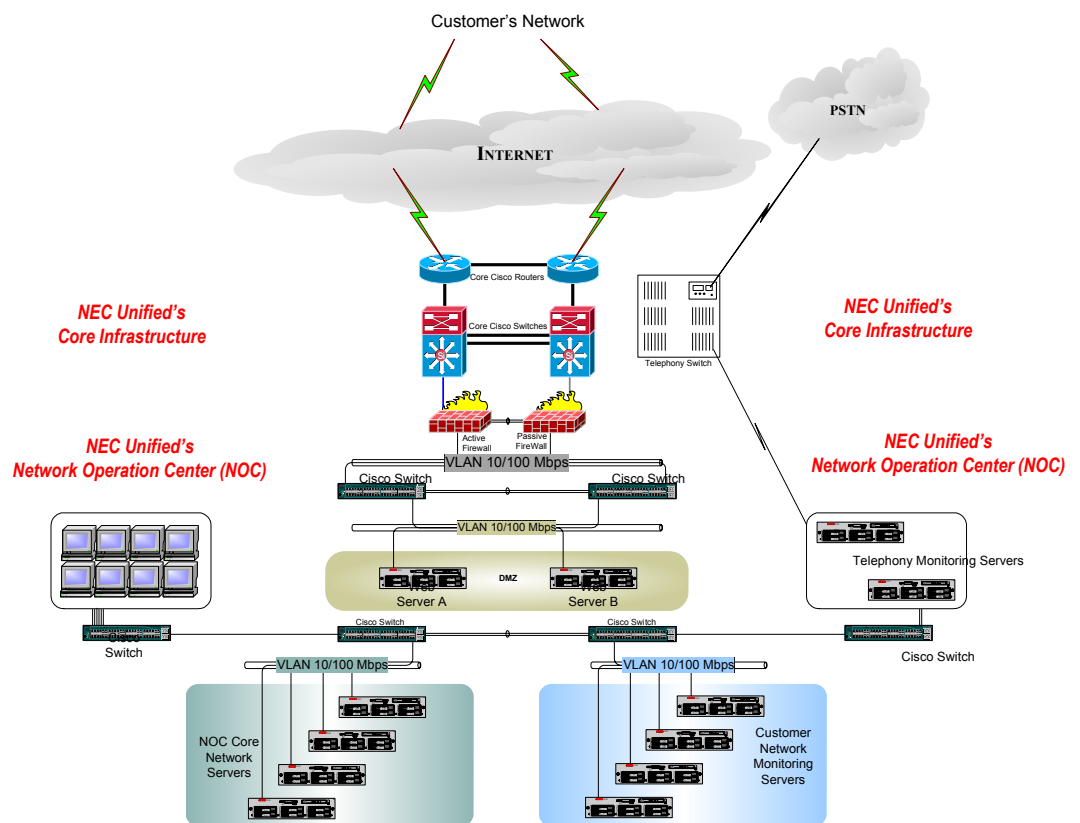 Customer's Network
PSTN
INTERNET
Core Cisco Routers
NEC Unified's
Core Infrastructure
NEC Unified's
Core Infrastructure
Core Cisco Switches
Telephony Switch
Active
Firewall
Passive
FireWall
NEC Unified's
Network Operation Center (NOC)
NEC Unified's
Network Operation Center (NOC)
VLAN 10/100 Mbps
Cisco Switch
Cisco Switch
VLAN 10/100 Mbps
Telephony Monitoring Servers
DMZ
Web
Server A
Web
Server B
Cisco Switch
Cisco Switch
Cisco
Switch
Cisco Switch
VLAN 10/100 Mbps
VLAN 10/100 Mbps
NOC Core
Network
Servers
Customer
Network
Monitoring
Servers